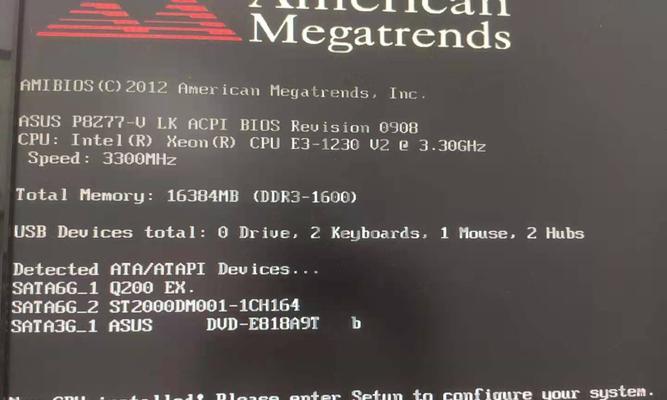 American
Megatrends
AMIBIOS(C)2012 American Megatrends, Inc.
ASUS P8Z77-V LK ACPI BIOS Revision 0908
CPU: Intel(R) Xeon(R) CPU E3-1230 V2 @ 3.30GHz
Speed: 3300MHz
Total Memory: 16384MB (DDR3-1600)
USB Devices total: 0 Drive, 2 Keyboards, 1 Mouse, 2 Hubs
Detected ATA/ATAPI Devices...
SATA6G_1 Q200 EX.
SATA6G_2 ST2000DM001-1CH164
SATA3G_1 ASUS DVD-E818A9T b
New CPU installed! Please enter Setup to configure your system.